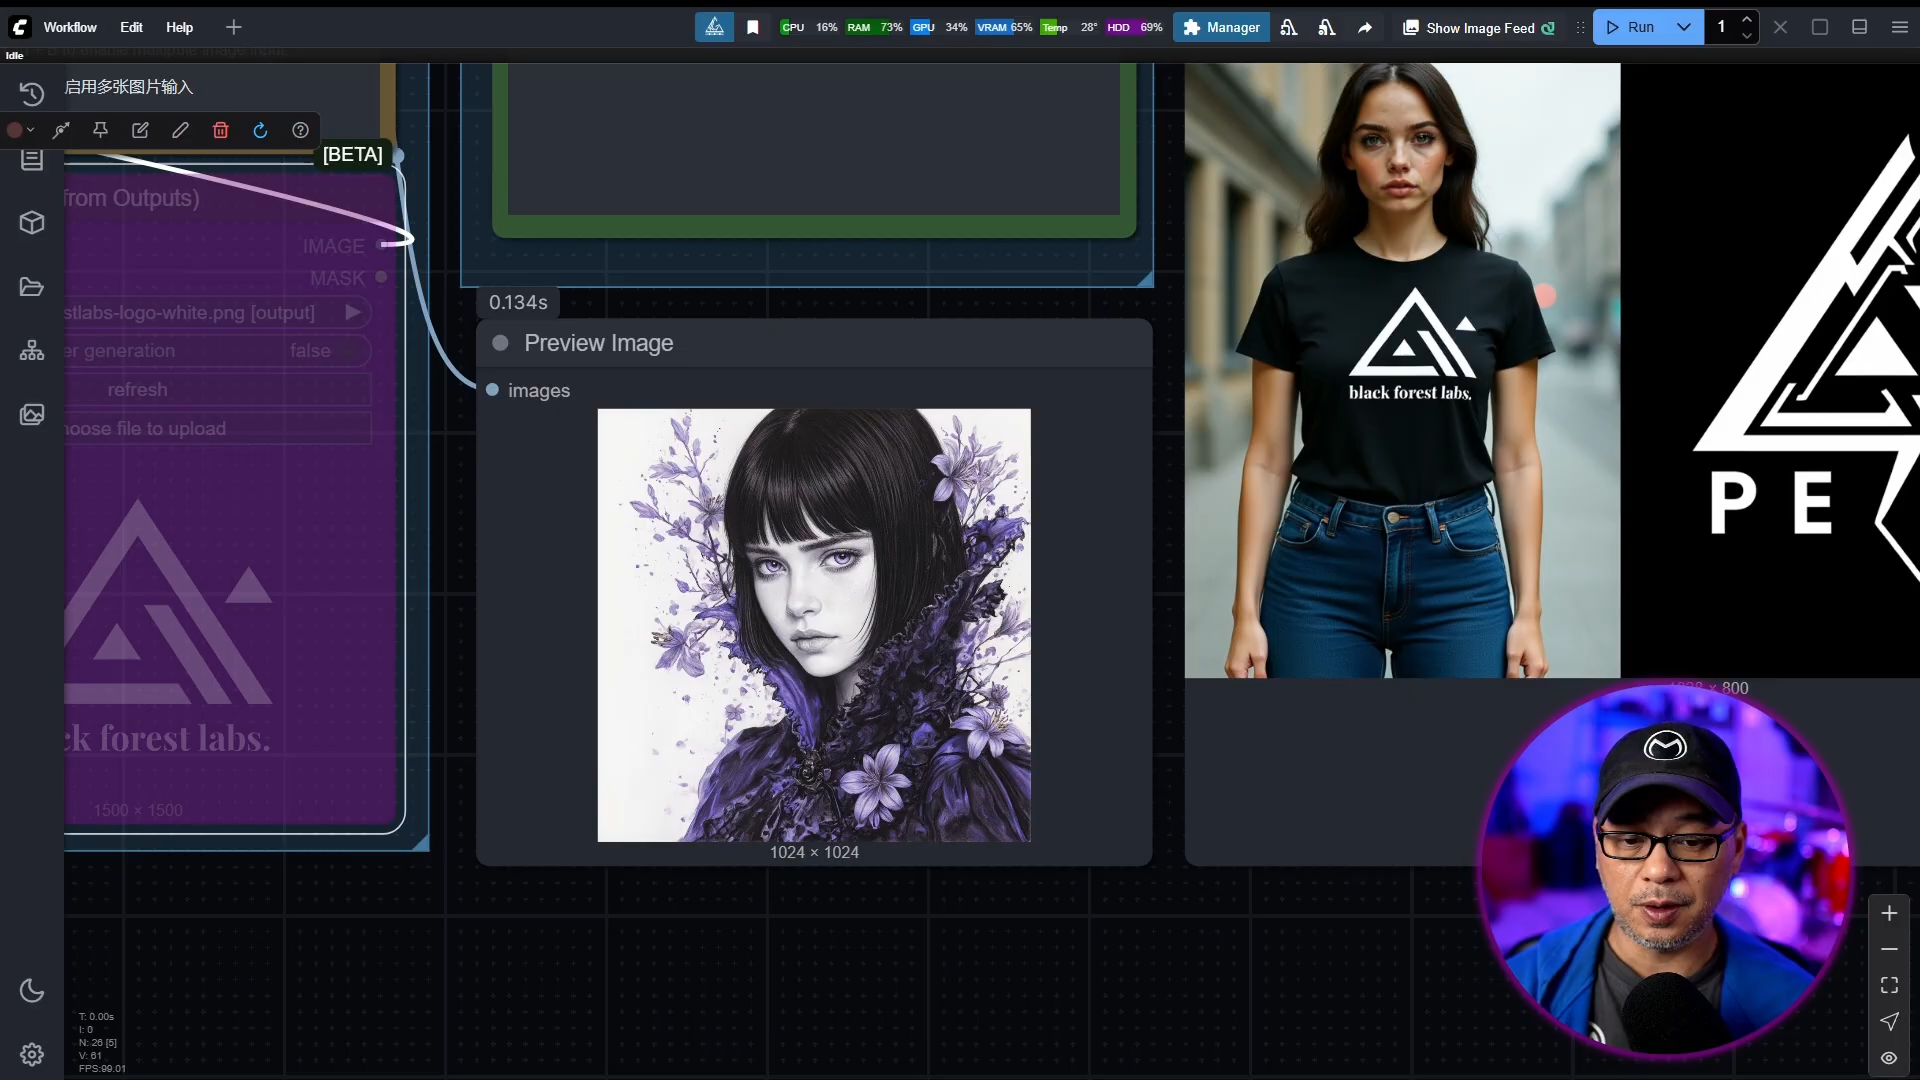 Workflow Edit Help
CPU 16% RAM 73% GPU 34% VRAM 65% Temp 28° HDD 69%
Manager
Show Image Feed
Run
1
Idle
启用多张图片输入
[BETA]
from Outputs)
IMAGE
MASK
stlabs-logo-white.png [output]
er generation false
refresh
hoose file to upload
ck forest labs.
1500 × 1500
0.134s
Preview Image
images
1024 × 1024
black forest labs.
P E
× 800
T: 0.00s
I: 0
N: 26 [5]
V: 61
FPS:99.01